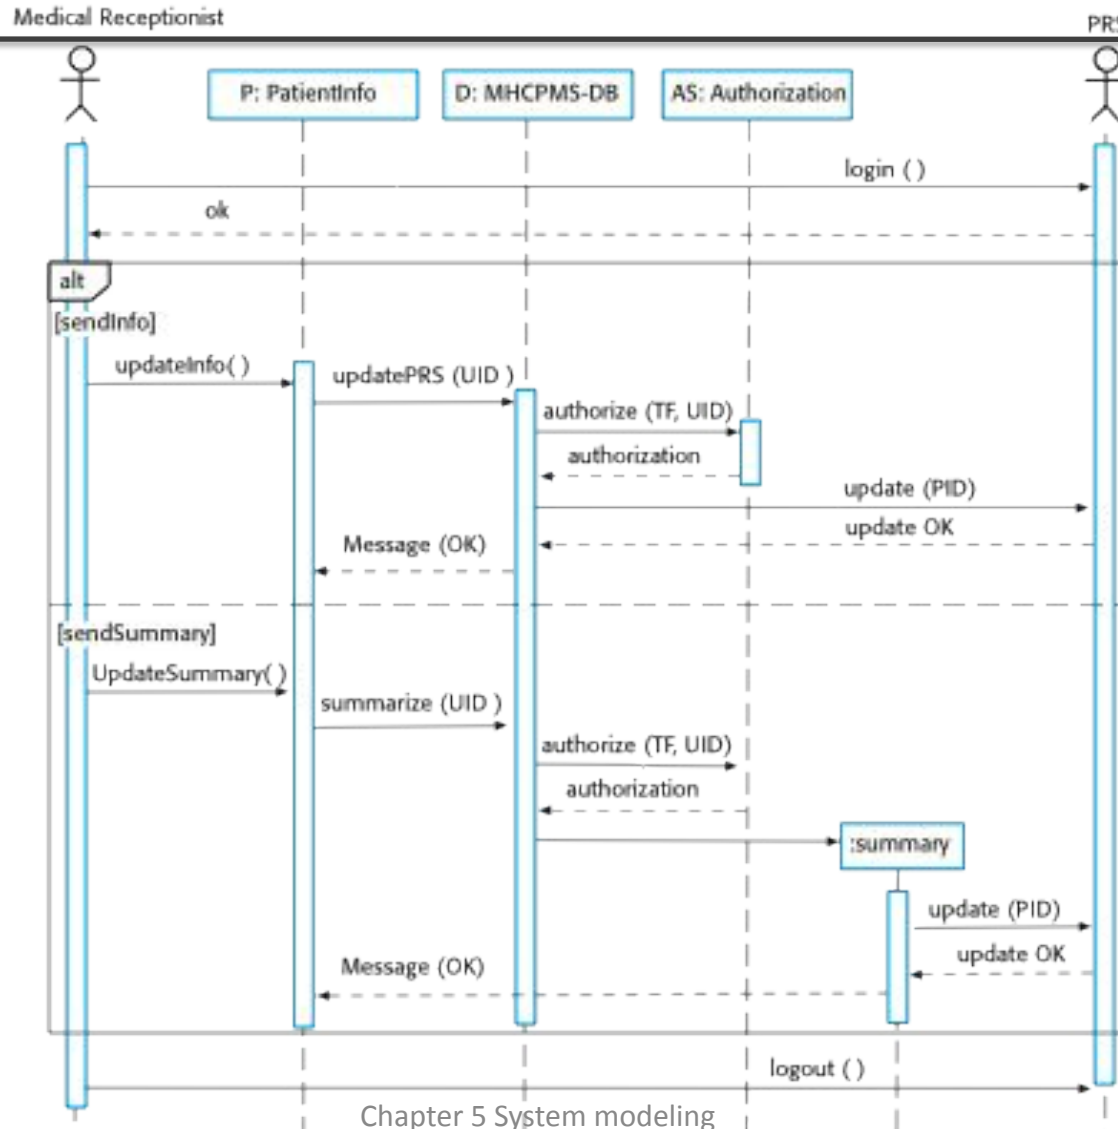 Medical Receptionist
PRS
P: PatientInfo
D: MHCPMS-DB
AS: Authorization
login ( )
ok
alt
[sendInfo]
updateInfo( )
updatePRS (UID )
authorize (TF, UID)
authorization
update (PID)
update OK
Message (OK)
[sendSummary]
UpdateSummary( )
summarize (UID )
authorize (TF, UID)
authorization
:summary
update (PID)
update OK
Message (OK)
logout ( )
Chapter 5 System modeling